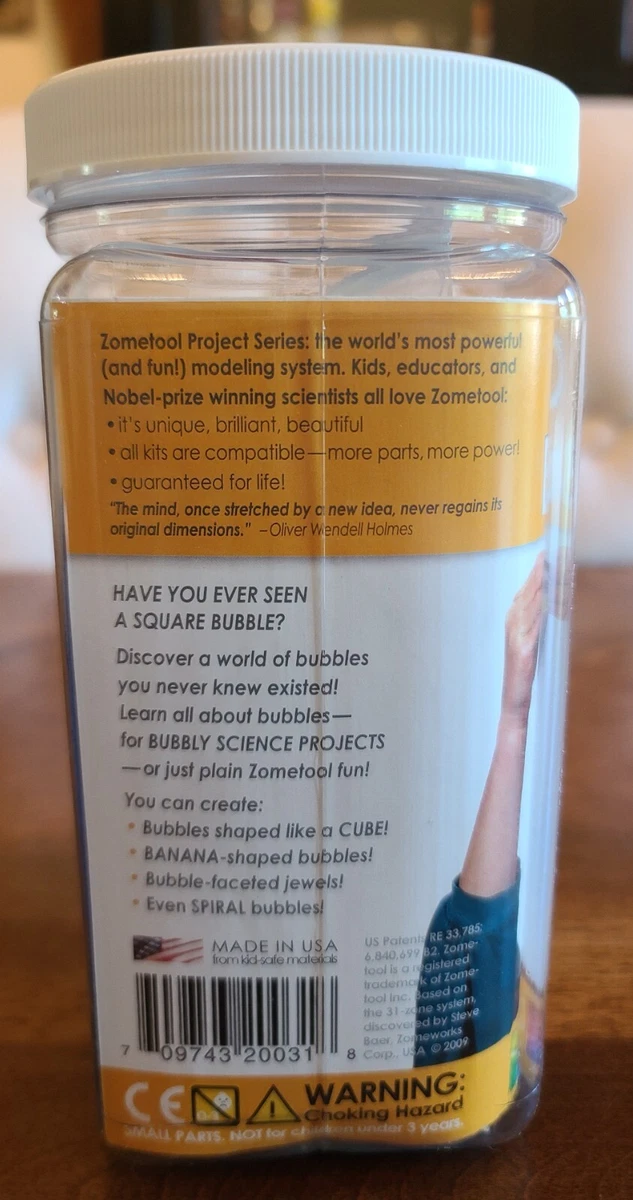 Zometool Project Series: the world's most powerful
(and fun!) modeling system. Kids, educators, and
Nobel-prize winning scientists all love Zometool:
• it's unique, brilliant, beautiful
• all kits are compatible—more parts, more power!
• guaranteed for life!
"The mind, once stretched by a new idea, never regains its
original dimensions." –Oliver Wendell Holmes
HAVE YOU EVER SEEN
A SQUARE BUBBLE?
Discover a world of bubbles
you never knew existed!
Learn all about bubbles—
for BUBBLY SCIENCE PROJECTS
—or just plain Zometool fun!
You can create:
• Bubbles shaped like a CUBE!
• BANANA-shaped bubbles!
• Bubble-faceted jewels!
• Even SPIRAL bubbles!
MADE IN USA
from kid-safe materials
US Patents RE 33,785;
6,840,699 B2. Zome-
tool is a registered
trademark of Zome-
tool Inc. Based on
the 31-zone system,
discovered by Steve
Baer, Zomeworks
Corp., USA © 2009
7 09743 20031 8
CE 0-3 WARNING:
Choking Hazard
SMALL PARTS. NOT for children under 3 years.